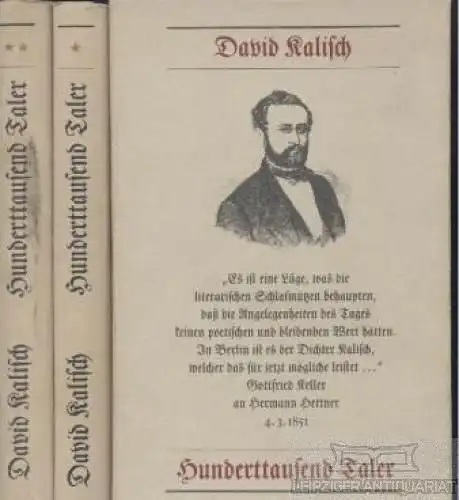 David Kalisch
Hunderttausend Taler
**
David Kalisch
Hunderttausend Taler
*
David Kalisch
„Es ist eine Lüge, was die
literarischen Schlafmützen behaupten,
daß die Angelegenheiten des Tages
keinen poetischen und bleibenden Wert hätten.
In Berlin ist es der Dichter Kalisch,
welcher das für jetzt mögliche leistet ..."
Gottfried Keller
an Hermann Hettner
4.3.1851
Hunderttausend Taler
LEIPZIGER ANTIQUARIAT